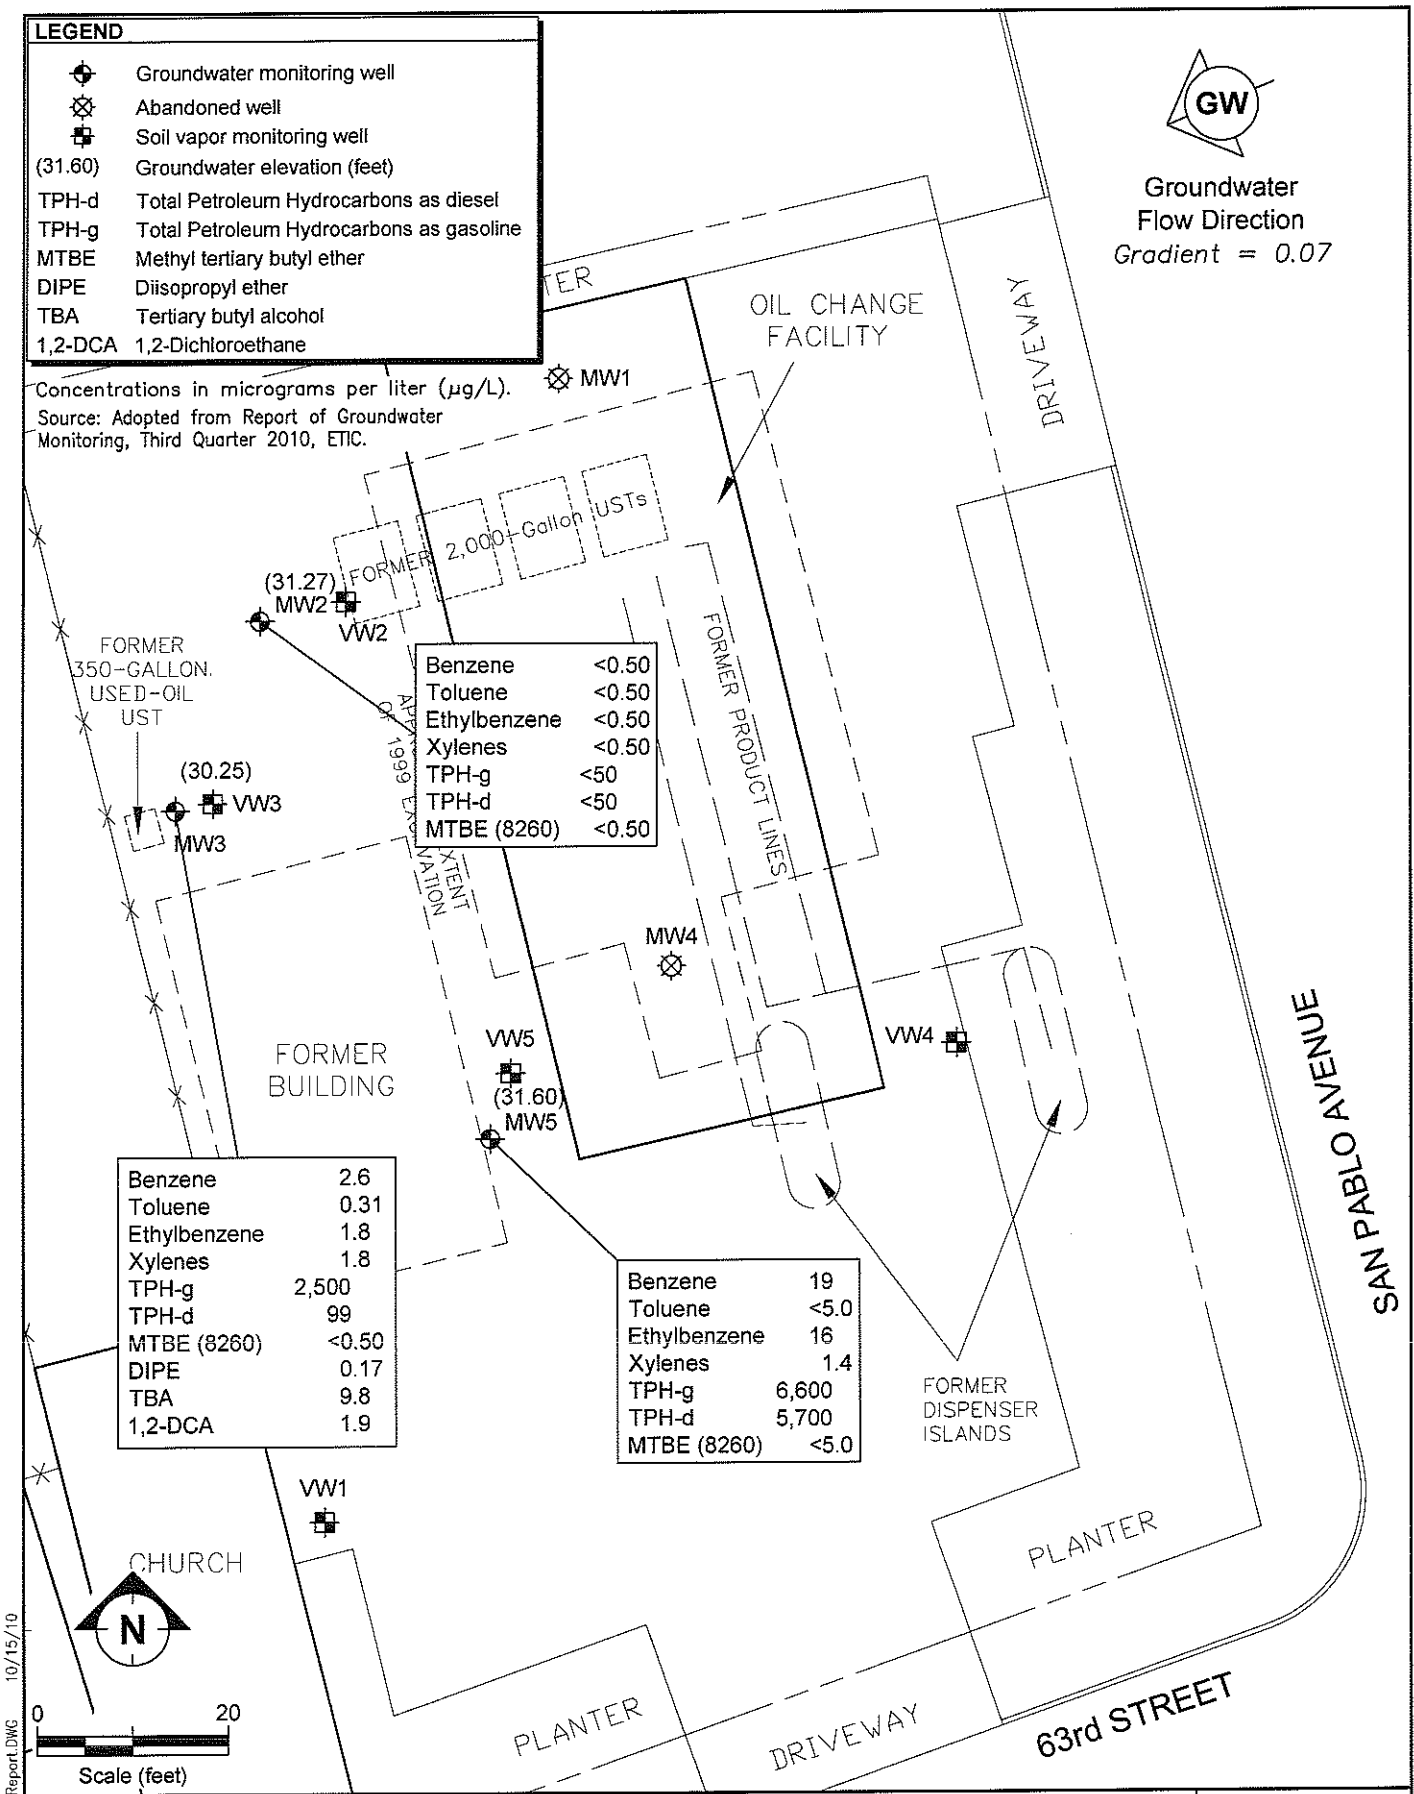 LEGEND
Groundwater monitoring well
Abandoned well
Soil vapor monitoring well
(31.60) Groundwater elevation (feet)
TPH-d Total Petroleum Hydrocarbons as diesel
TPH-g Total Petroleum Hydrocarbons as gasoline
MTBE Methyl tertiary butyl ether
DIPE Diisopropyl ether
TBA Tertiary butyl alcohol
1,2-DCA 1,2-Dichloroethane
Concentrations in micrograms per liter (µg/L).
Source: Adopted from Report of Groundwater
Monitoring, Third Quarter 2010, ETIC.
GW
Groundwater
Flow Direction
Gradient = 0.07
TER
OIL CHANGE
FACILITY
DRIVEWAY
MW1
FORMER 2,000-Gallon USTs
(31.27)
MW2
VW2
FORMER
350-GALLON.
USED-OIL
UST
(30.25)
VW3
MW3
FORMER PRODUCT LINES
Benzene <0.50
Toluene <0.50
Ethylbenzene <0.50
Xylenes <0.50
TPH-g <50
TPH-d <50
MTBE (8260) <0.50
OF 1999
XTENT
VATION
MW4
VW4
VW5
(31.60)
MW5
FORMER
BUILDING
SAN PABLO AVENUE
Benzene 2.6
Toluene 0.31
Ethylbenzene 1.8
Xylenes 1.8
TPH-g 2,500
TPH-d 99
MTBE (8260) <0.50
DIPE 0.17
TBA 9.8
1,2-DCA 1.9
Benzene 19
Toluene <5.0
Ethylbenzene 16
Xylenes 1.4
TPH-g 6,600
TPH-d 5,700
MTBE (8260) <5.0
FORMER
DISPENSER
ISLANDS
VW1
CHURCH
N
PLANTER
PLANTER
DRIVEWAY
63rd STREET
0 20
Scale (feet)
Report.DWG 10/15/10